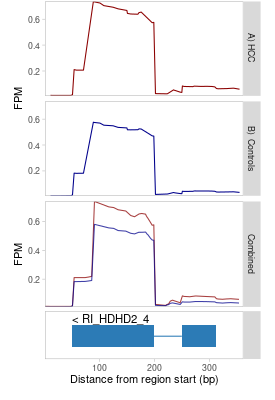 0.6
0.4
0.2
A) HCC
FPM
0.6
0.4
0.2
B) Controls
0.6
0.4
0.2
Combined
FPM
< RI_HDHD2_4
100 200 300
Distance from region start (bp)